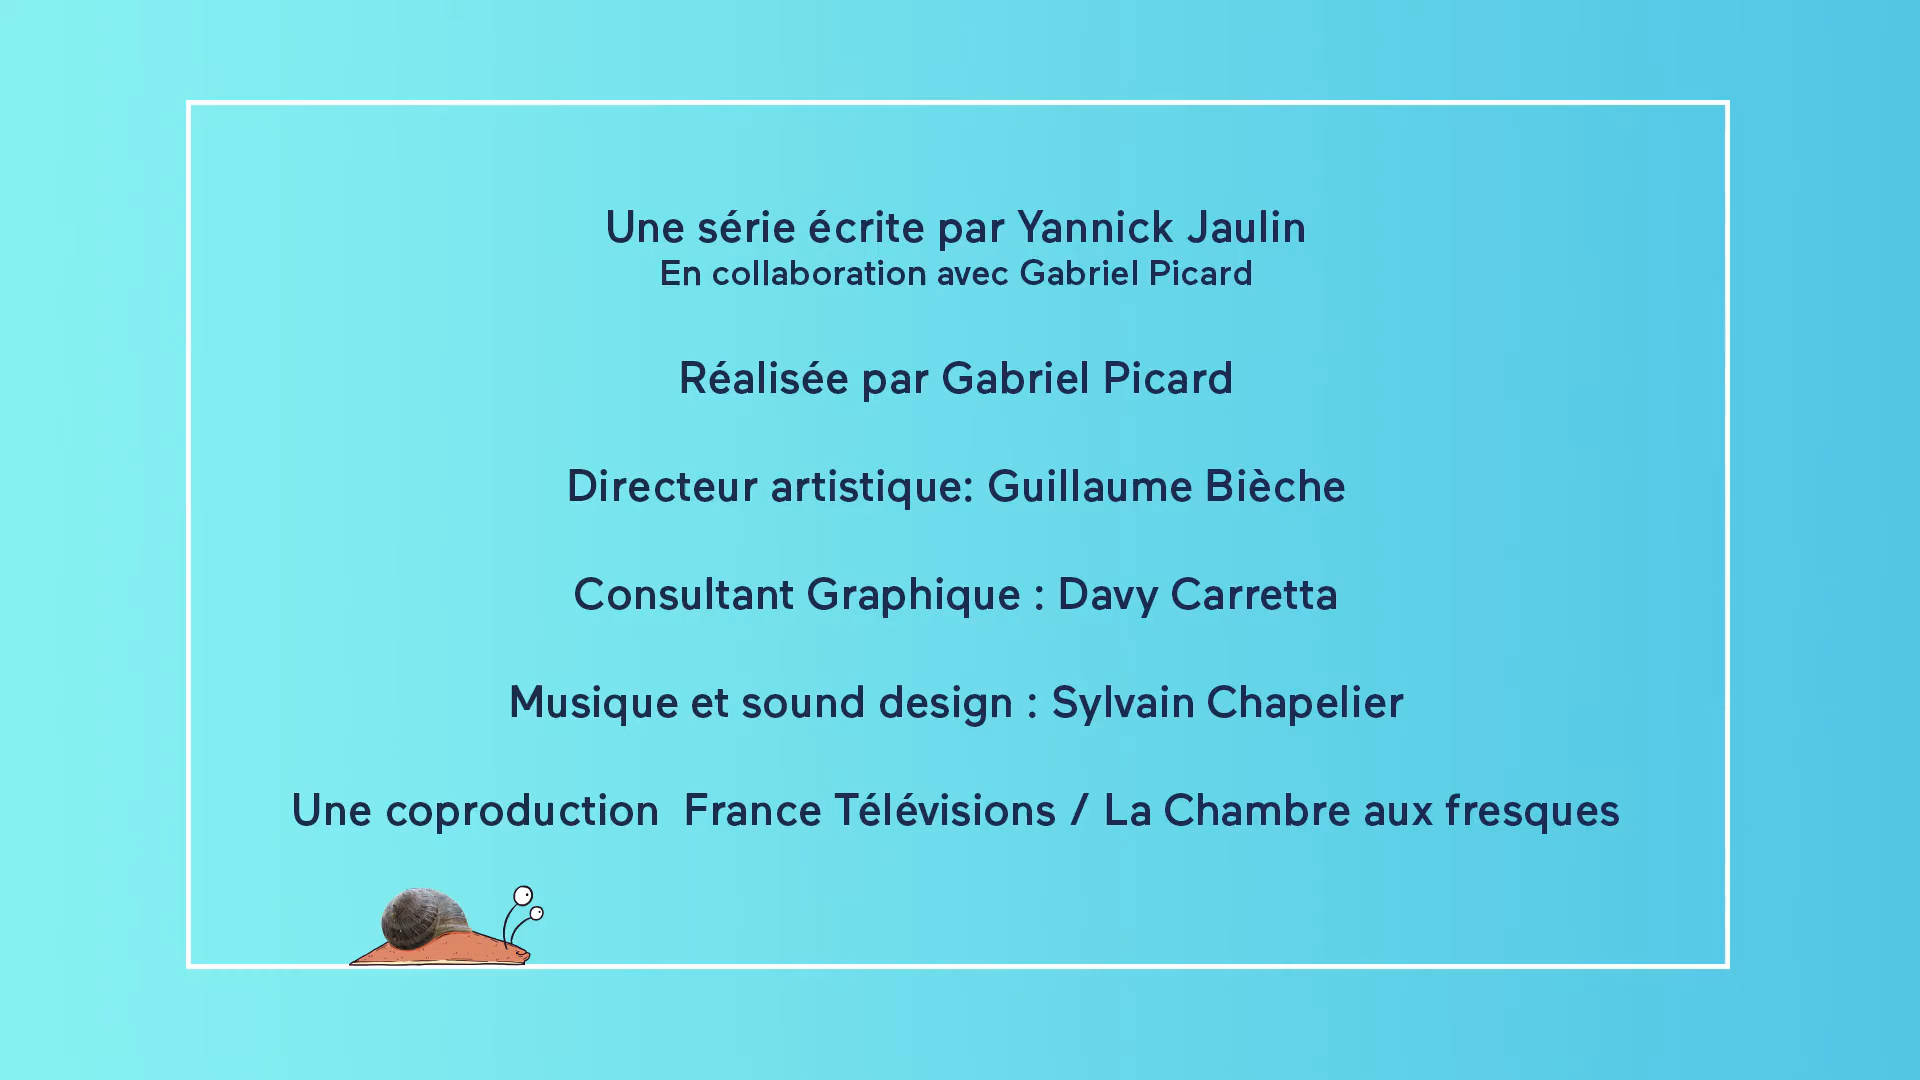 Une série écrite par Yannick Jaulin
En collaboration avec Gabriel Picard
Réalisée par Gabriel Picard
Directeur artistique: Guillaume Bièche
Consultant Graphique : Davy Carretta
Musique et sound design : Sylvain Chapelier
Une coproduction  France Télévisions / La Chambre aux fresques